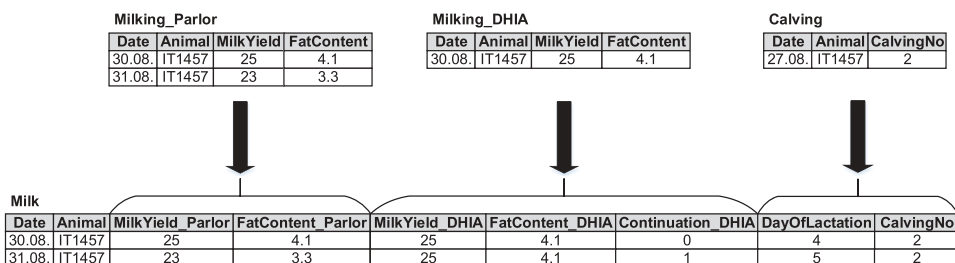 Milking_Parlor Milking_DHIA Calving
Date Animal MilkYield FatContent Date Animal MilkYield FatContent Date Animal CalvingNo
30.08. IT1457 25 4.1 30.08. IT1457 25 4.1 27.08. IT1457 2
31.08. IT1457 23 3.3
Milk
Date Animal MilkYield_Parlor FatContent_Parlor MilkYield_DHIA FatContent_DHIA Continuation_DHIA DayOfLactation CalvingNo
30.08. IT1457 25 4.1 25 4.1 0 4 2
31.08. IT1457 23 3.3 25 4.1 1 5 2